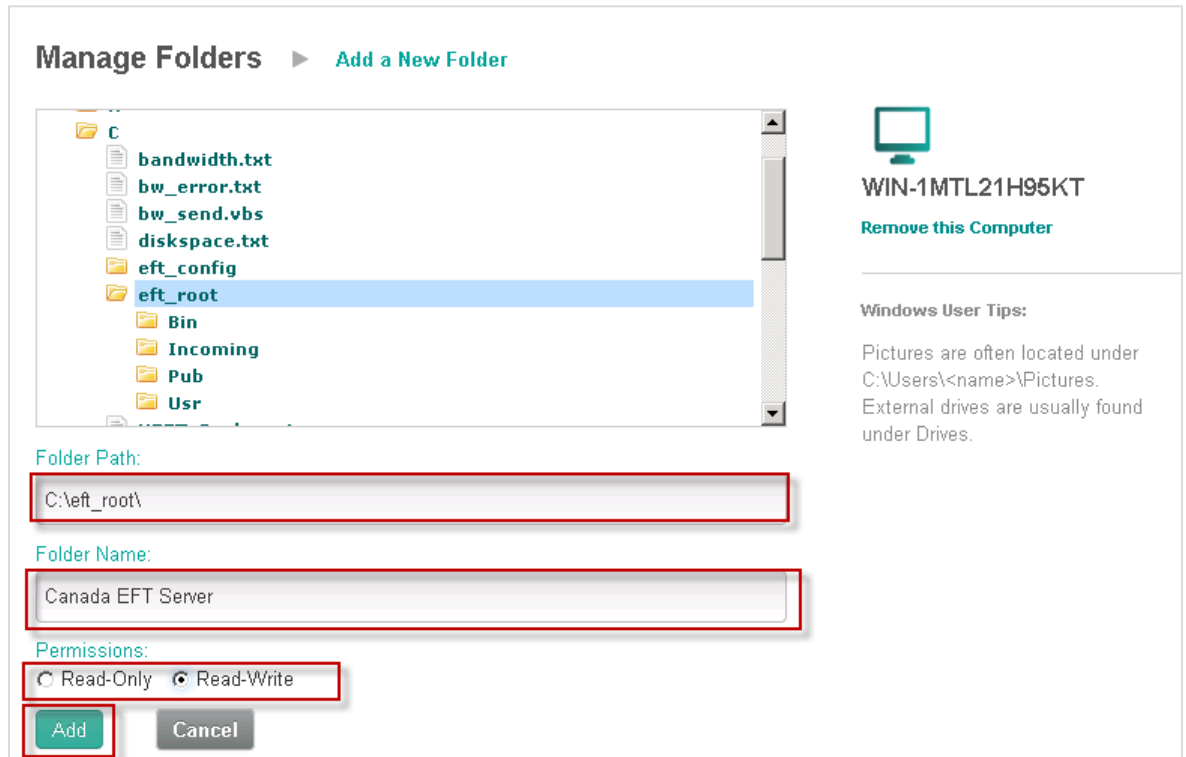 Manage Folders Add a New Folder
C
bandwidth.txt
bw_error.txt
bw_send.vbs
diskspace.txt
eft_config
eft_root
Bin
Incoming
Pub
Usr
Folder Path:
C:\eft_root\
Folder Name:
Canada EFT Server
Permissions:
Read-Only Read-Write
Add Cancel
WIN-1MTL21H95KT
Remove this Computer
Windows User Tips:
Pictures are often located under
C:\Users\<name>\Pictures.
External drives are usually found
under Drives.